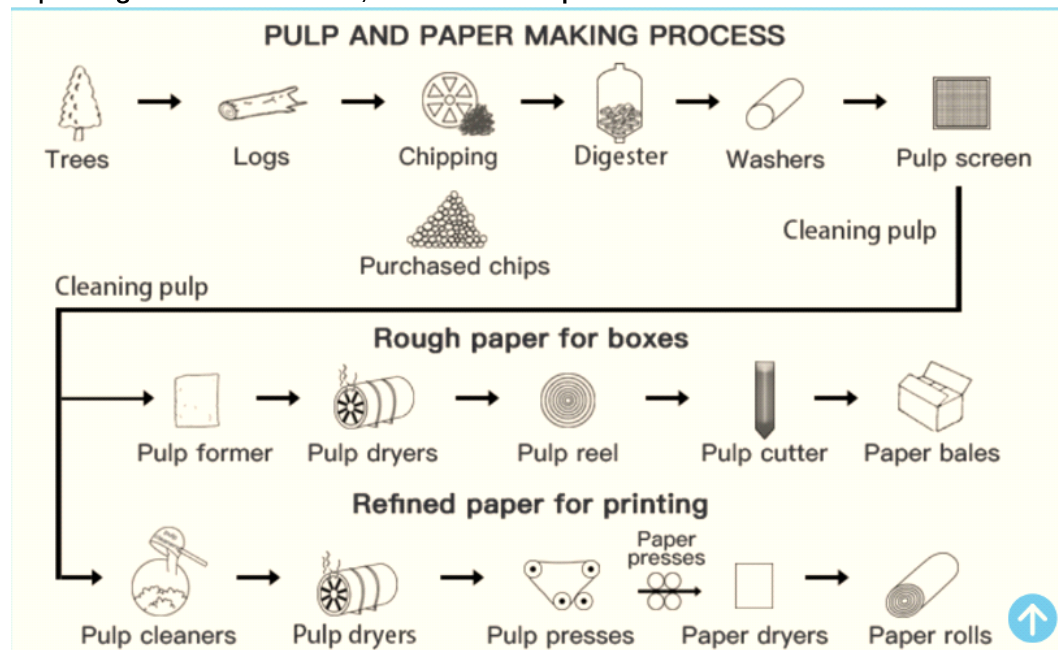 PULP AND PAPER MAKING PROCESS
Trees
Logs
Chipping
Digester
Washers
Pulp screen
Purchased chips
Cleaning pulp
Cleaning pulp
Rough paper for boxes
Pulp former
Pulp dryers
Pulp reel
Pulp cutter
Paper bales
Refined paper for printing
Pulp cleaners
Pulp dryers
Pulp presses
Paper
presses
Paper dryers
Paper rolls